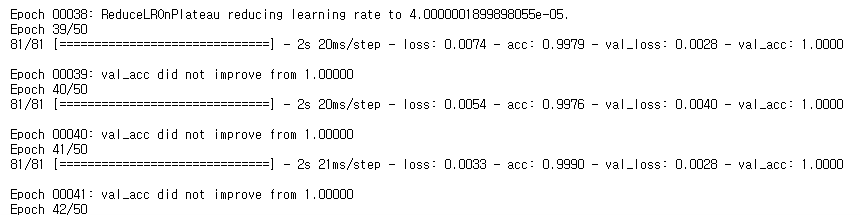 Epoch 00038: ReduceLROnPlateau reducing learning rate to 4.0000001899898055e-05.
Epoch 39/50
81/81 [==============================] - 2s 20ms/step - loss: 0.0074 - acc: 0.9979 - val_loss: 0.0028 - val_acc: 1.0000
Epoch 00039: val_acc did not improve from 1.00000
Epoch 40/50
81/81 [==============================] - 2s 20ms/step - loss: 0.0054 - acc: 0.9976 - val_loss: 0.0040 - val_acc: 1.0000
Epoch 00040: val_acc did not improve from 1.00000
Epoch 41/50
81/81 [==============================] - 2s 21ms/step - loss: 0.0033 - acc: 0.9990 - val_loss: 0.0028 - val_acc: 1.0000
Epoch 00041: val_acc did not improve from 1.00000
Epoch 42/50